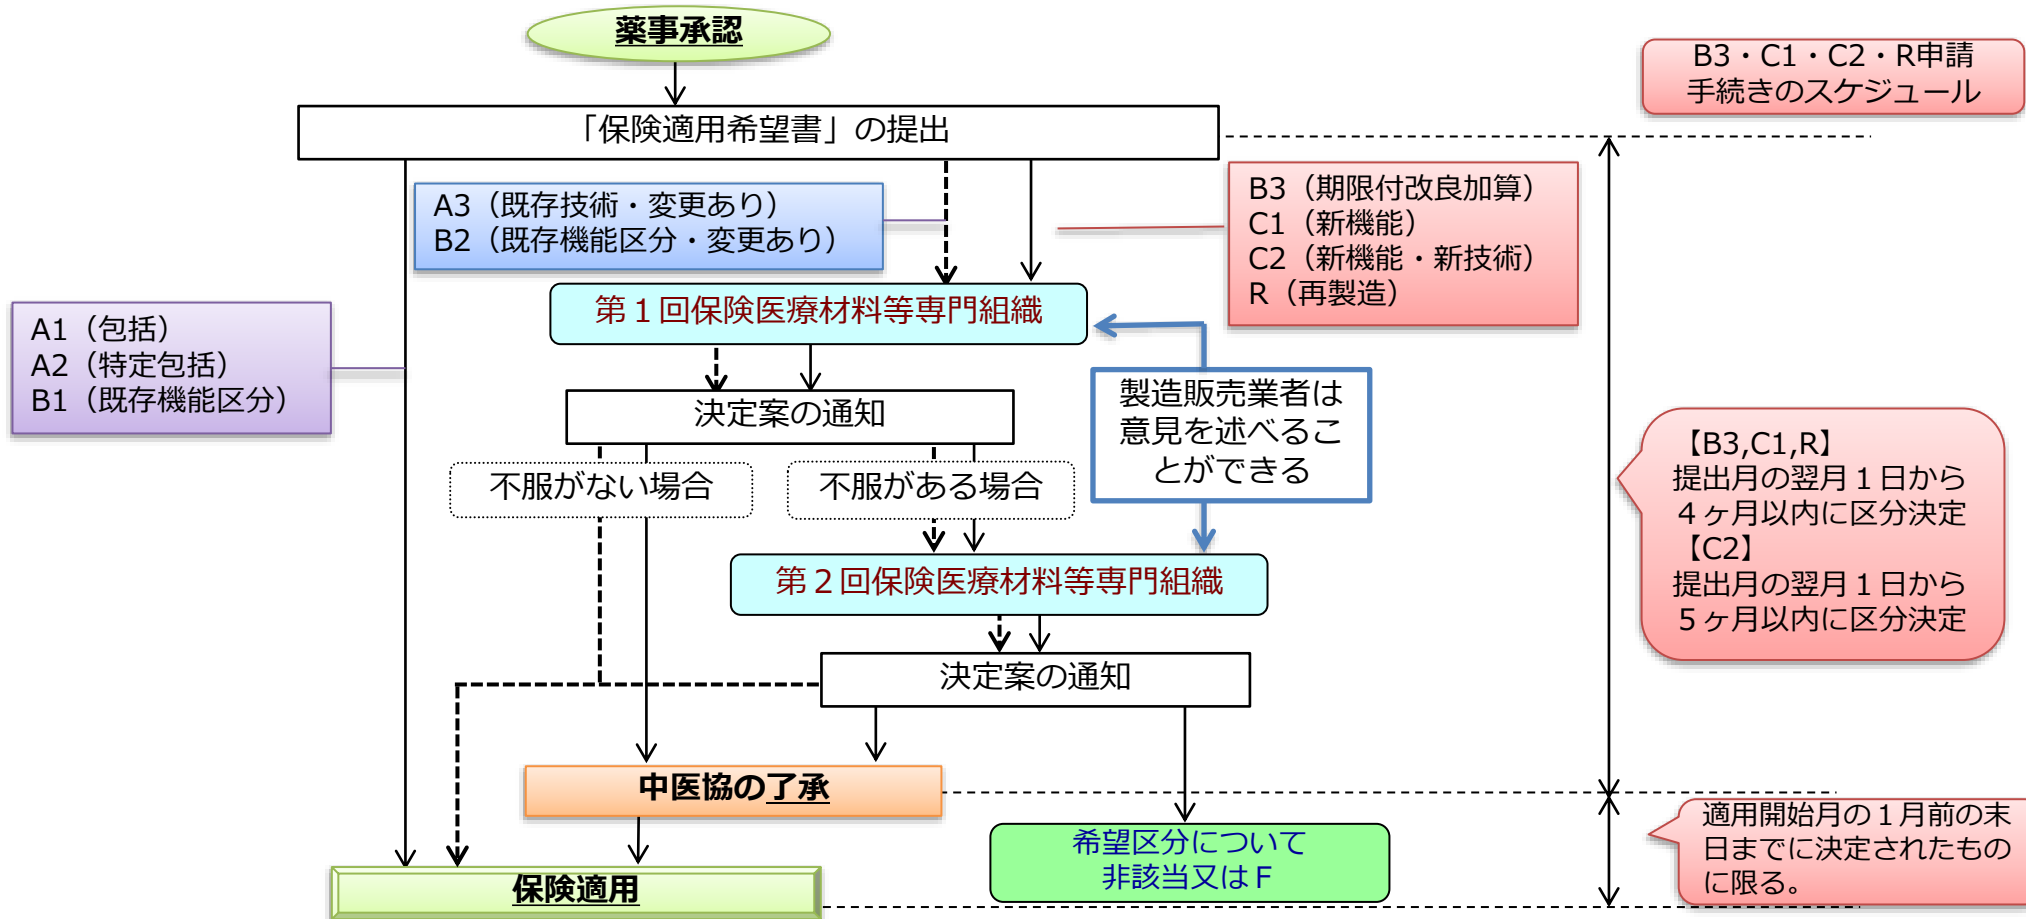 薬事承認
B3・C1・C2・R申請
手続きのスケジュール
「保険適用希望書」の提出
A3（既存技術・変更あり）
B2（既存機能区分・変更あり）
B3（期限付改良加算）
C1（新機能）
C2（新機能・新技術）
R（再製造）
第１回保険医療材料等専門組織
A1（包括）
A2（特定包括）
B1（既存機能区分）
決定案の通知
製造販売業者は
意見を述べるこ
とができる
不服がない場合
不服がある場合
【B3,C1,R】
提出月の翌月１日から
４ヶ月以内に区分決定
【C2】
提出月の翌月１日から
５ヶ月以内に区分決定
第２回保険医療材料等専門組織
決定案の通知
中医協の了承
適用開始月の１月前の末
日までに決定されたもの
に限る。
希望区分について
非該当又はＦ
保険適用